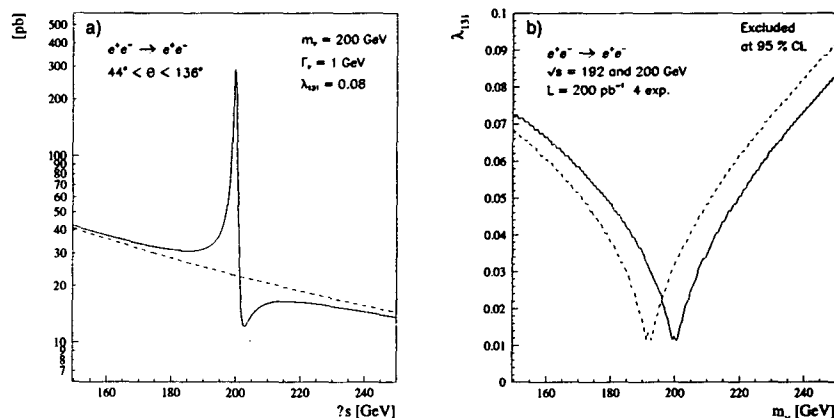 [pb]
a)
e⁺e⁻ → e⁺e⁻
44° < Θ < 136°
m_ν = 200 GeV
Γ_ν = 1 GeV
λ₁₃₁ = 0.08
500
400
300
200
100
90
80
70
60
50
40
30
20
10
9
8
7
6
160
180
200
220
240
?s [GeV]
λ₁₃₁
b)
e⁺e⁻ → e⁺e⁻
√s = 192 and 200 GeV
L = 200 pb⁻¹ 4 exp.
Excluded
at 95 % CL
0.1
0.09
0.08
0.07
0.06
0.05
0.04
0.03
0.02
0.01
0
160
180
200
220
240
m_ν [GeV]